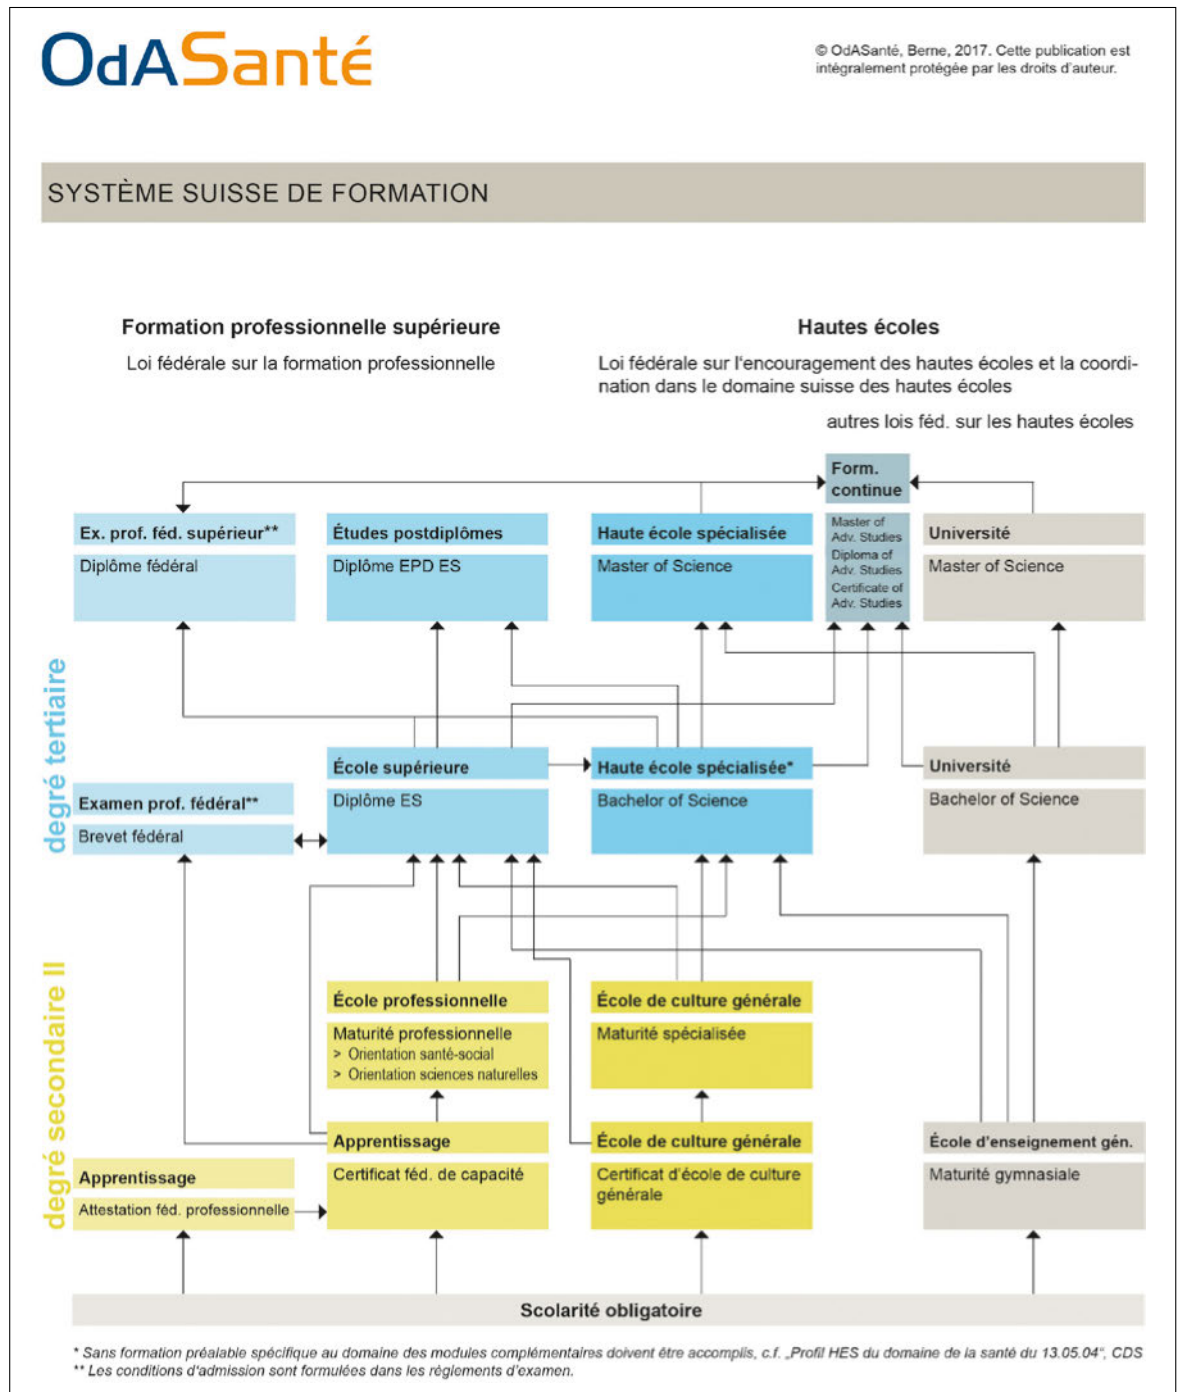 OdASanté
© OdASanté, Berne, 2017. Cette publication est
intégralement protégée par les droits d'auteur.
SYSTÈME SUISSE DE FORMATION
Formation professionnelle supérieure
Loi fédérale sur la formation professionnelle
Hautes écoles
Loi fédérale sur l'encouragement des hautes écoles et la coordi-
nation dans le domaine suisse des hautes écoles
autres lois féd. sur les hautes écoles
degré tertiaire
Form.
continue
Master of
Adv. Studies
Diploma of
Adv. Studies
Certificate of
Adv. Studies
Ex. prof. féd. supérieur**
Diplôme fédéral
Études postdiplômes
Diplôme EPD ES
Haute école spécialisée
Master of Science
Université
Master of Science
Examen prof. fédéral**
Brevet fédéral
École supérieure
Diplôme ES
Haute école spécialisée*
Bachelor of Science
Université
Bachelor of Science
degré secondaire II
École professionnelle
Maturité professionnelle
> Orientation santé-social
> Orientation sciences naturelles
École de culture générale
Maturité spécialisée
Apprentissage
Attestation féd. professionnelle
Apprentissage
Certificat féd. de capacité
École de culture générale
Certificat d'école de culture
générale
École d'enseignement gén.
Maturité gymnasiale
Scolarité obligatoire
* Sans formation préalable spécifique au domaine des modules complémentaires doivent être accomplis, c.f. „Profil HES du domaine de la santé du 13.05.04“, CDS
** Les conditions d'admission sont formulées dans les règlements d'examen.